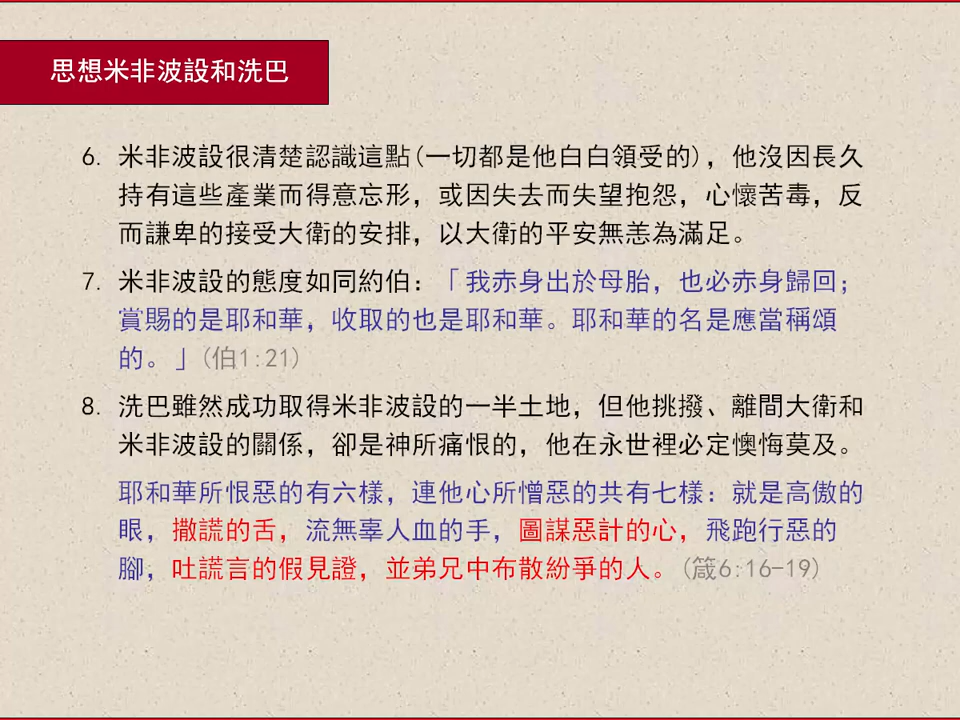 思想米非波設和洗巴
6. 米非波設很清楚認識這點(一切都是他白白領受的)，他沒因長久
持有這些產業而得意忘形，或因失去而失望抱怨，心懷苦毒，反
而謙卑的接受大衛的安排，以大衛的平安無恙為滿足。
7. 米非波設的態度如同約伯：「我赤身出於母胎，也必赤身歸回；
賞賜的是耶和華，收取的也是耶和華。耶和華的名是應當稱頌
的。」(伯1:21)
8. 洗巴雖然成功取得米非波設的一半土地，但他挑撥、離間大衛和
米非波設的關係，卻是神所痛恨的，他在永世裡必定懊悔莫及。
耶和華所恨惡的有六樣，連他心所憎惡的共有七樣：就是高傲的
眼，撒謊的舌，流無辜人血的手，圖謀惡計的心，飛跑行惡的
腳，吐謊言的假見證，並弟兄中布散紛爭的人。(箴6:16-19)